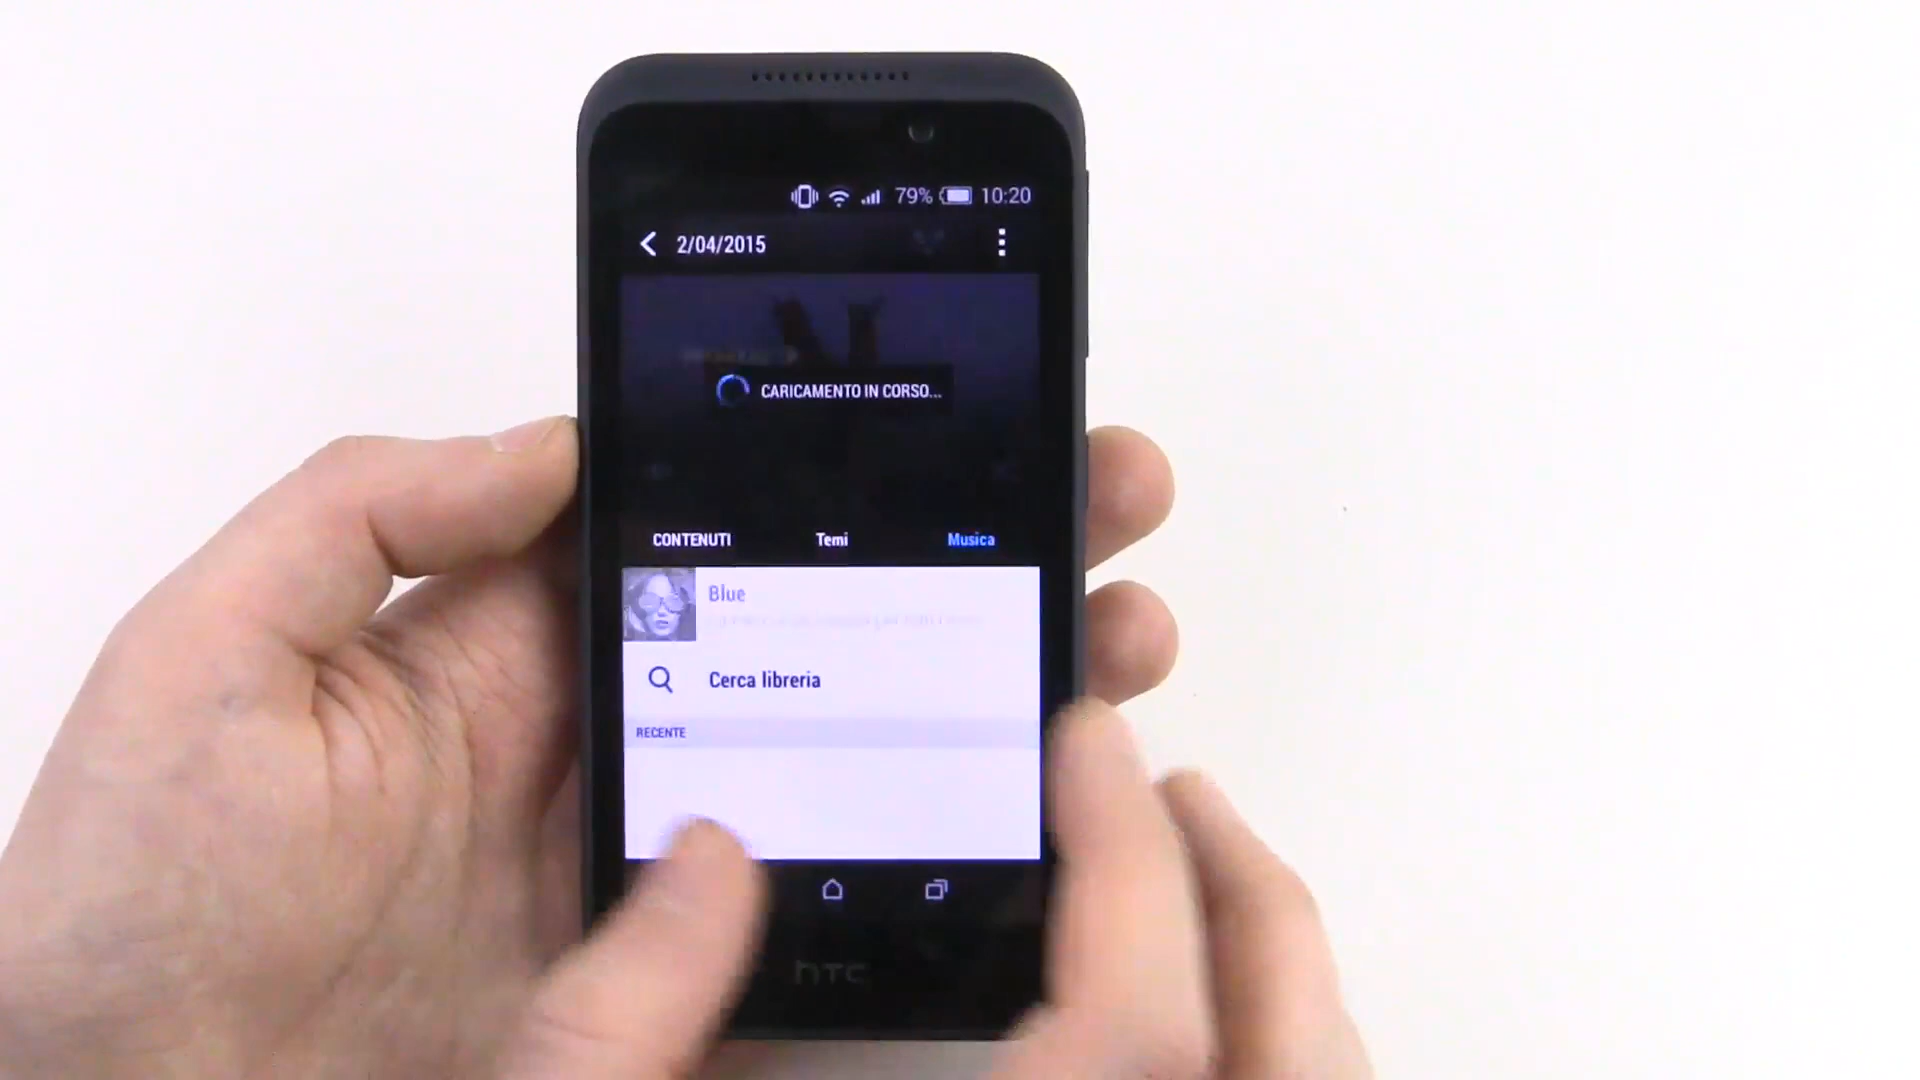 79% 10:20
2/04/2015
CARICAMENTO IN CORSO...
CONTENUTI Temi Musica
Blue
Cerca libreria
RECENTE
hTC